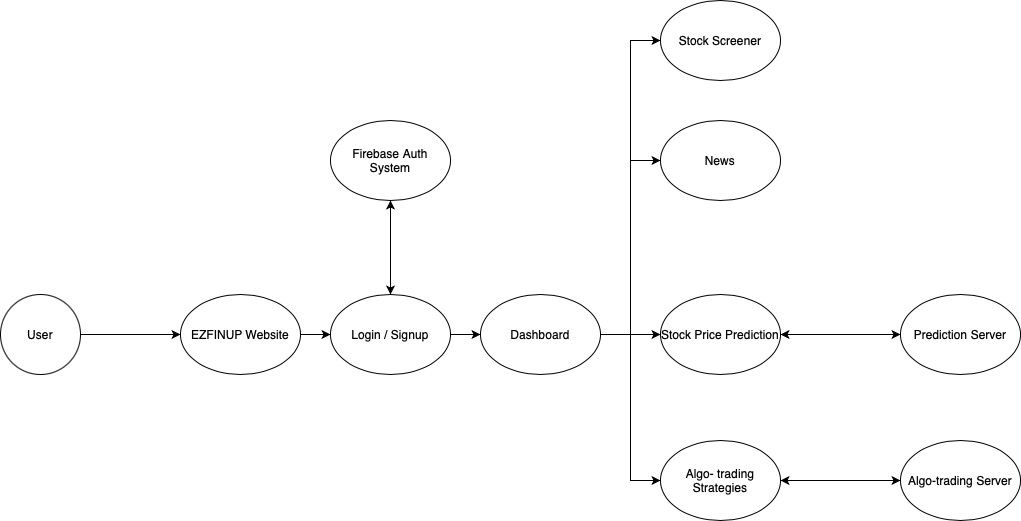 Stock Screener
Firebase Auth
System
News
User
EZFINUP Website
Login / Signup
Dashboard
Stock Price Prediction
Prediction Server
Algo- trading
Strategies
Algo-trading Server